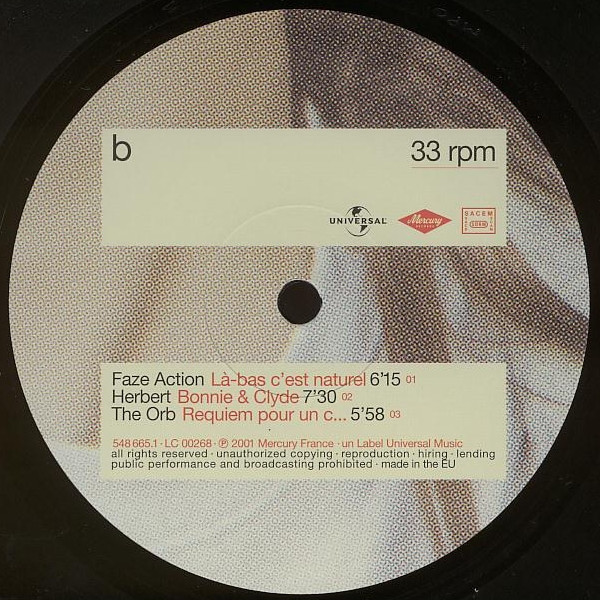 b
33 rpm
UNIVERSAL
Mercury
RECORDS
SACEM
SDRM
Faze Action Là-bas c'est naturel 6'15 01
Herbert Bonnie & Clyde 7'30 02
The Orb Requiem pour un c... 5'58 03
548 665.1 · LC 00268 · ℗ 2001 Mercury France · un Label Universal Music
all rights reserved · unauthorized copying · reproduction · hiring · lending
public performance and broadcasting prohibited · made in the EU